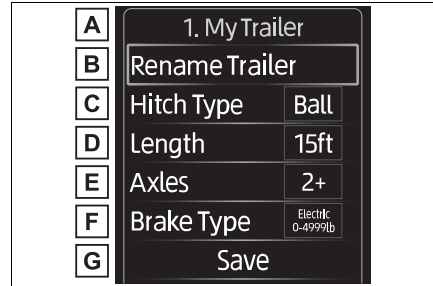 A 1. My Trailer
B Rename Trailer
C Hitch Type Ball
D Length 15ft
E Axles 2+
F Brake Type Electric 0-4999lb
G Save